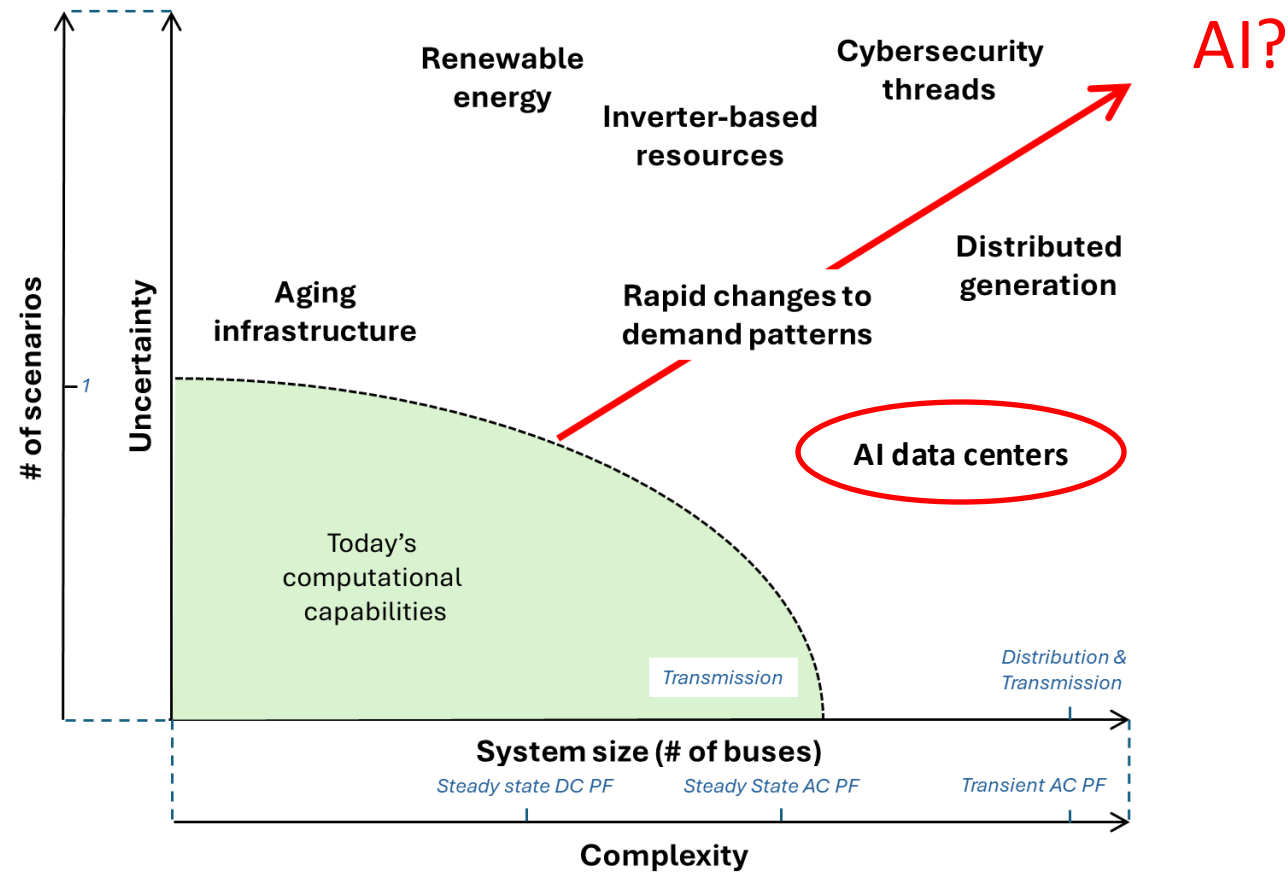 AI?
Renewable
energy
Cybersecurity
threads
Inverter-based
resources
Distributed
generation
Aging
infrastructure
Rapid changes to
demand patterns
AI data centers
# of scenarios
Uncertainty
1
Today's
computational
capabilities
Transmission
Distribution &
Transmission
System size (# of buses)
Steady state DC PF
Steady State AC PF
Transient AC PF
Complexity